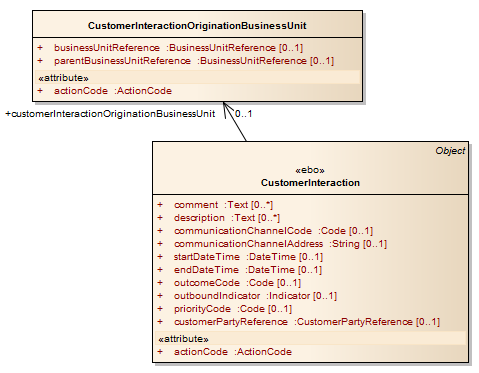 CustomerInteractionOriginationBusinessUnit
+ businessUnitReference :BusinessUnitReference [0..1]
+ parentBusinessUnitReference :BusinessUnitReference [0..1]
«attribute»
+ actionCode :ActionCode
+customerInteractionOriginationBusinessUnit 0..1
Object
«ebo»
CustomerInteraction
+ comment :Text [0..*]
+ description :Text [0..*]
+ communicationChannelCode :Code [0..1]
+ communicationChannelAddress :String [0..1]
+ startDateTime :DateTime [0..1]
+ endDateTime :DateTime [0..1]
+ outcomeCode :Code [0..1]
+ outboundIndicator :Indicator [0..1]
+ priorityCode :Code [0..1]
+ customerPartyReference :CustomerPartyReference [0..1]
«attribute»
+ actionCode :ActionCode